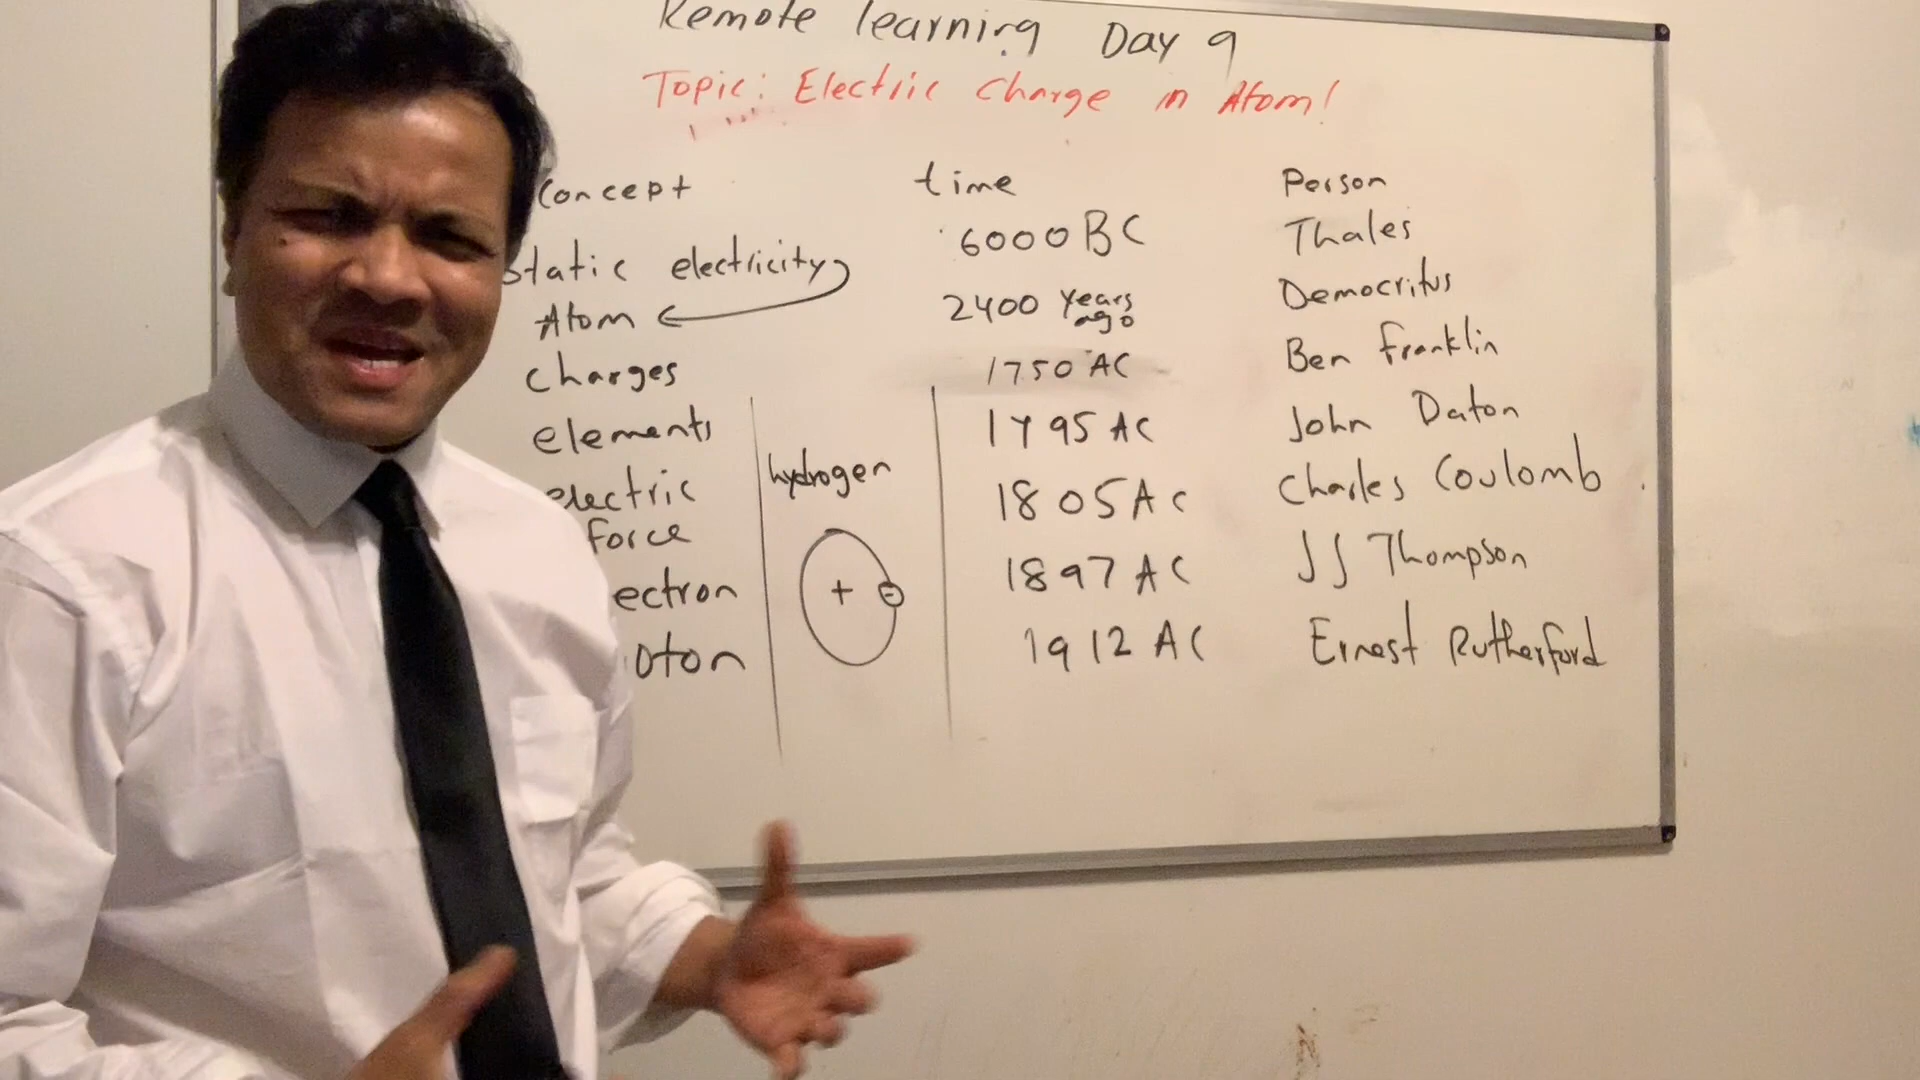 Remote learning Day 9
Topic: Electric Charge in Atom!
Concept time Person
static electricity 6000 BC Thales
Atom 2400 years ago Democritus
charges 1750 AC Ben Franklin
elements 1795 AC John Daton
electric force 1805 AC Charles Coulomb
hydrogen
+ -
ectron 1897 AC JJ Thompson
oton 1912 AC Ernest Rutherford